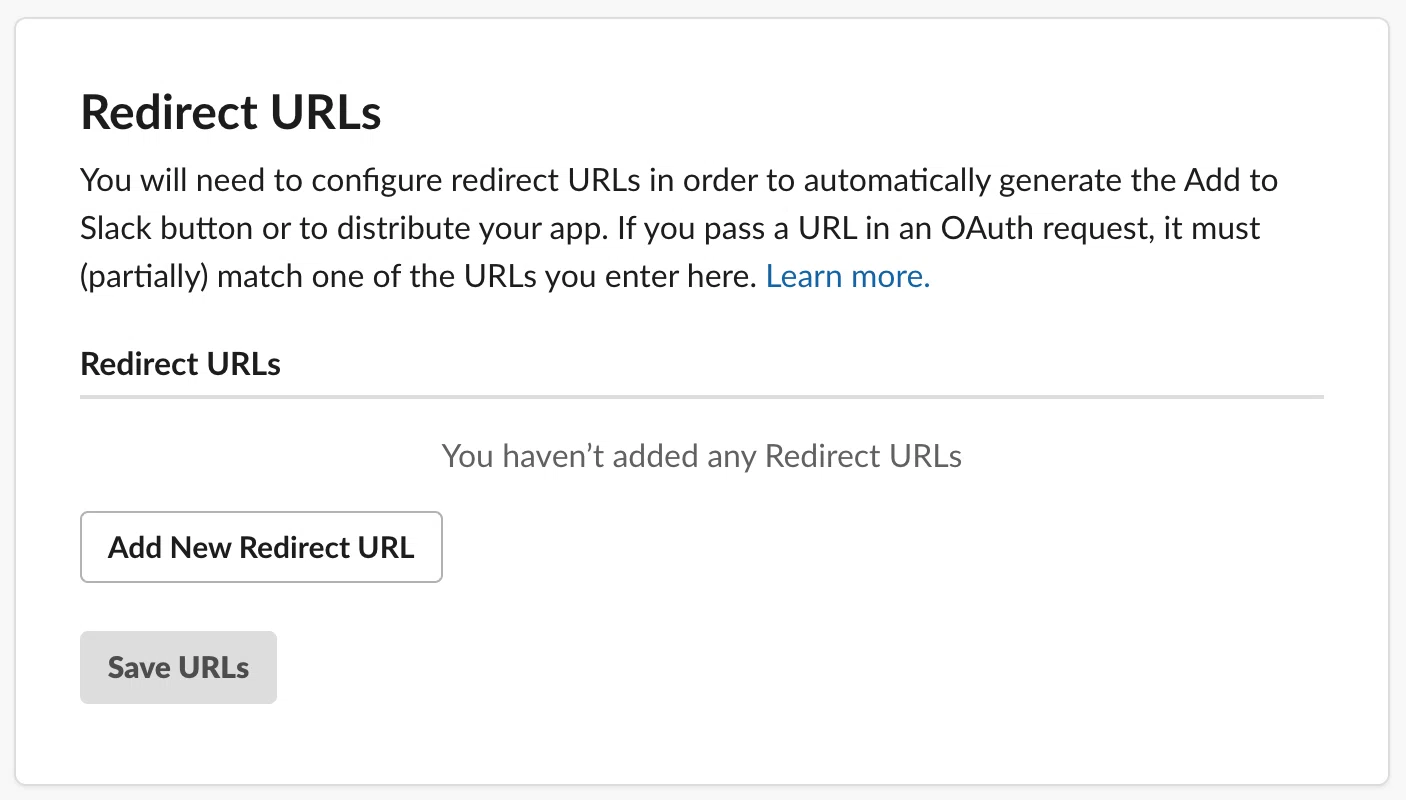 Redirect URLs
You will need to configure redirect URLs in order to automatically generate the Add to
Slack button or to distribute your app. If you pass a URL in an OAuth request, it must
(partially) match one of the URLs you enter here. Learn more.
Redirect URLs
You haven’t added any Redirect URLs
Add New Redirect URL
Save URLs